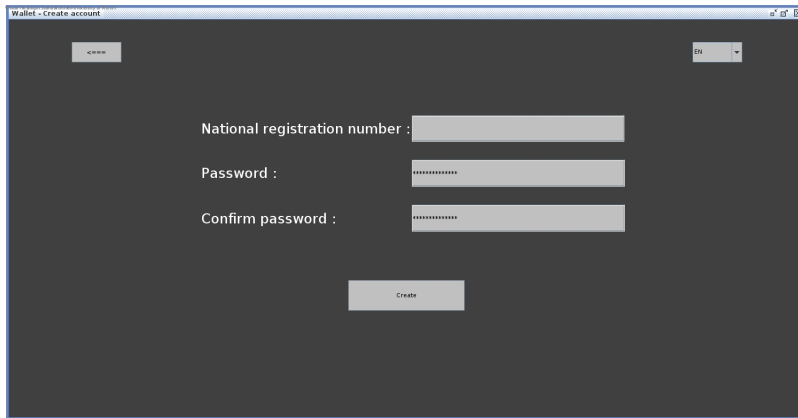 Wallet - Create account
<===
EN
National registration number :
Password :
**************
Confirm password :
**************
Create